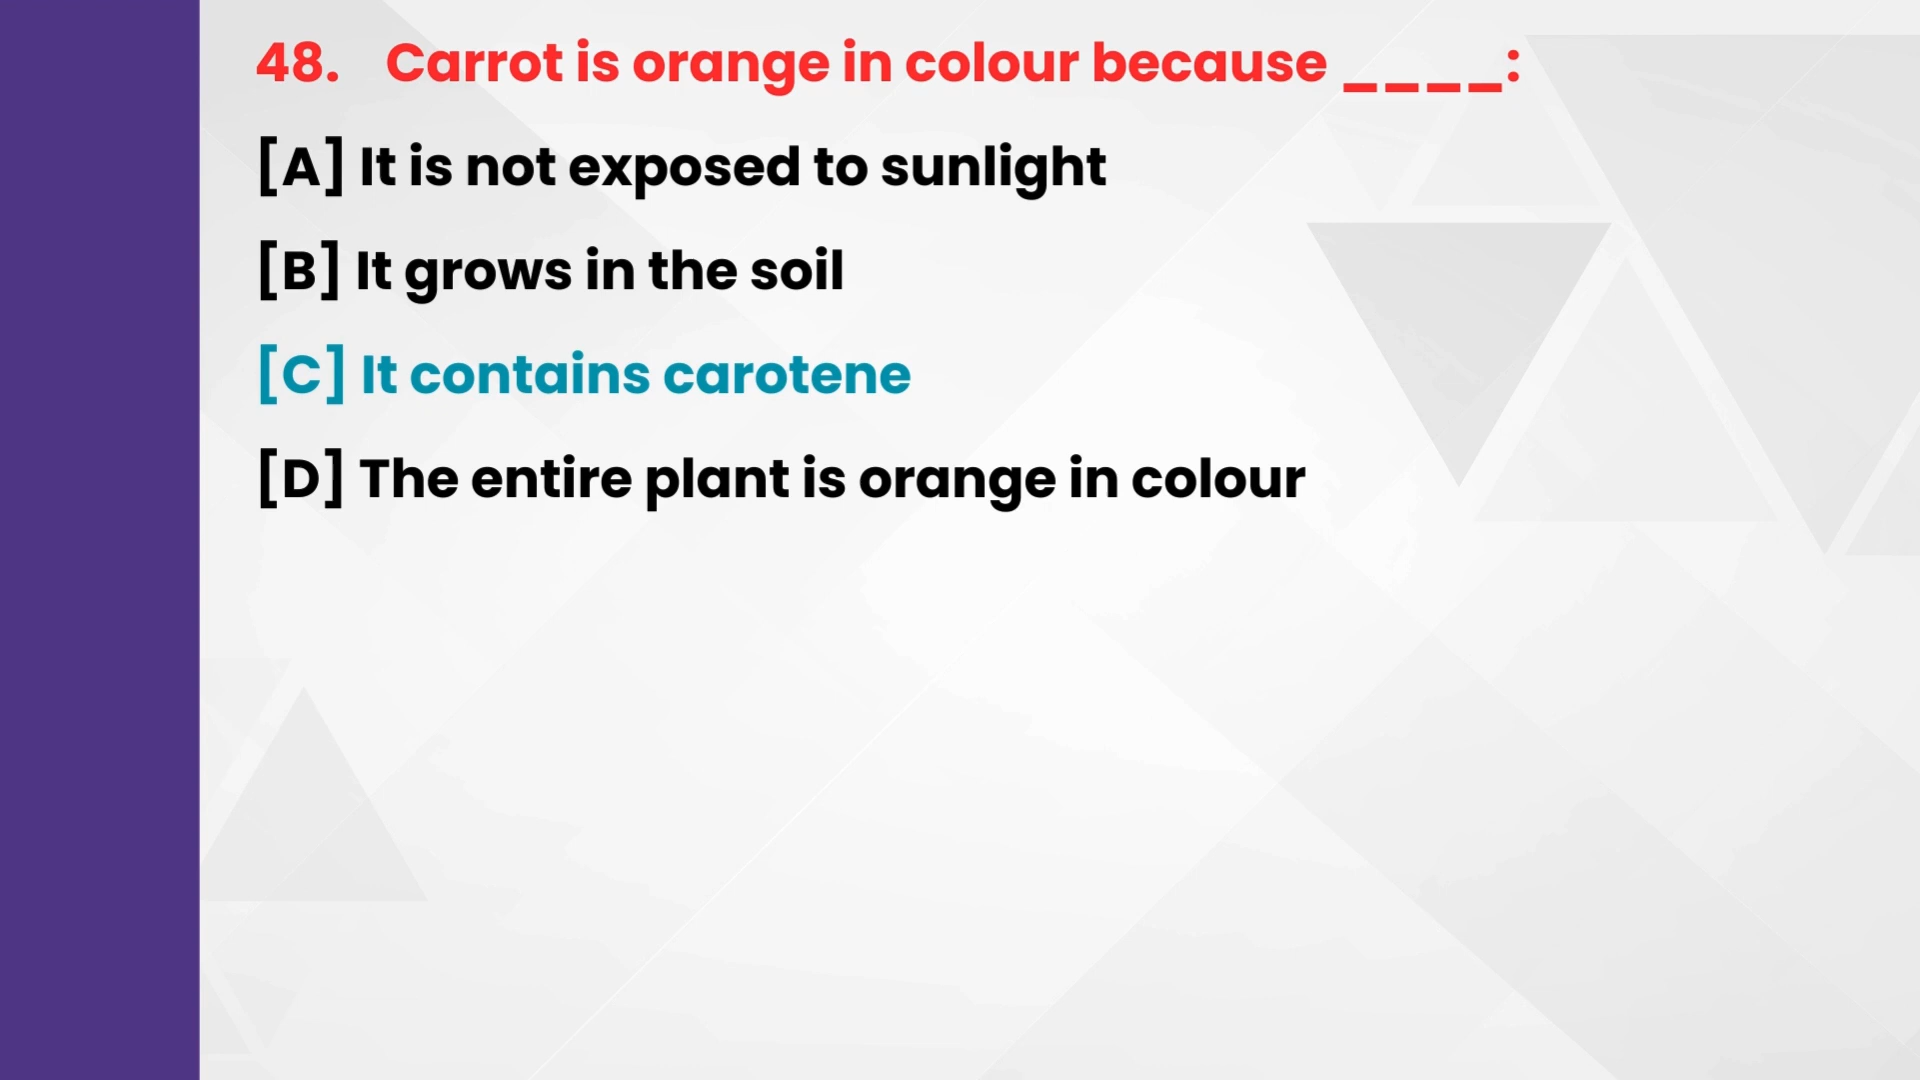 48. Carrot is orange in colour because ____:
[A] It is not exposed to sunlight
[B] It grows in the soil
[C] It contains carotene
[D] The entire plant is orange in colour